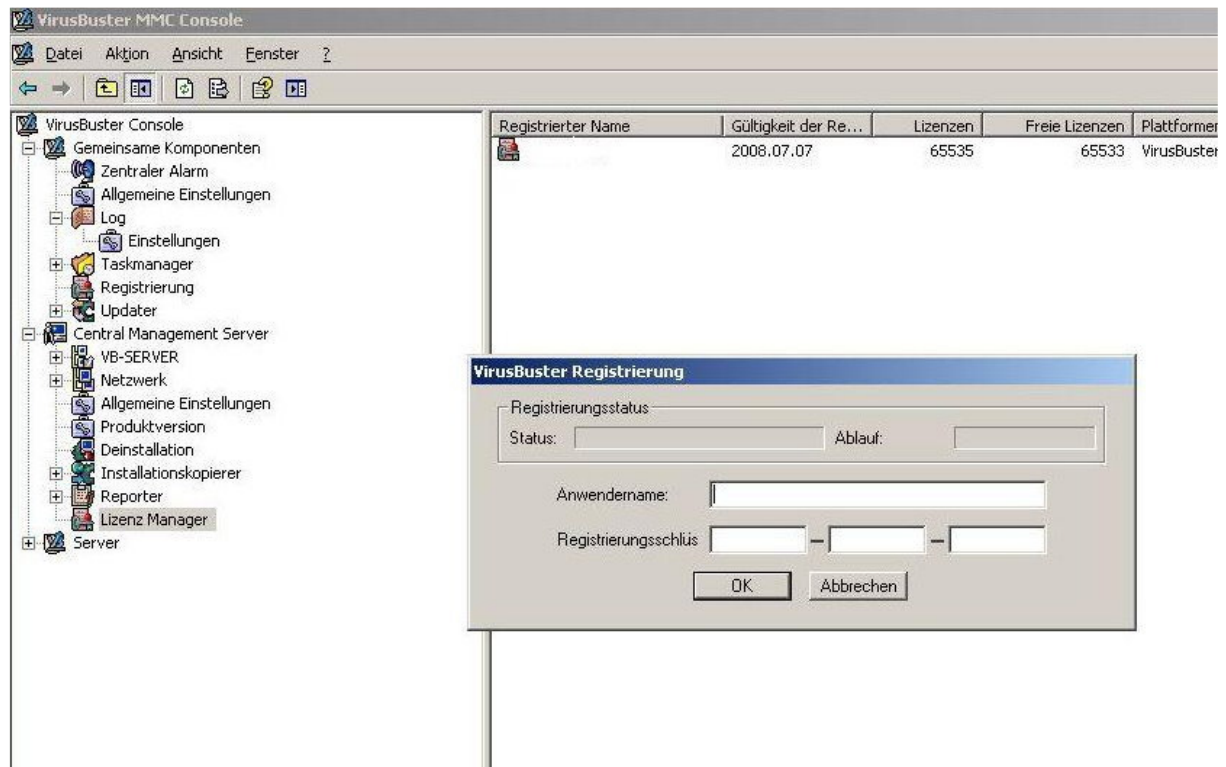 VirusBuster MMC Console
Datei Aktion Ansicht Fenster ?
VirusBuster Console
Gemeinsame Komponenten
Zentraler Alarm
Allgemeine Einstellungen
Log
Einstellungen
Taskmanager
Registrierung
Updater
Central Management Server
VB-SERVER
Netzwerk
Allgemeine Einstellungen
Produktversion
Deinstallation
Installationskopierer
Reporter
Lizenz Manager
Server
Registrierter Name Gültigkeit der Re... Lizenzen Freie Lizenzen Plattformen
2008.07.07 65535 65533 VirusBuster
VirusBuster Registrierung
Registrierungsstatus
Status: Ablauf:
Anwendername:
Registrierungsschlüs
OK Abbrechen